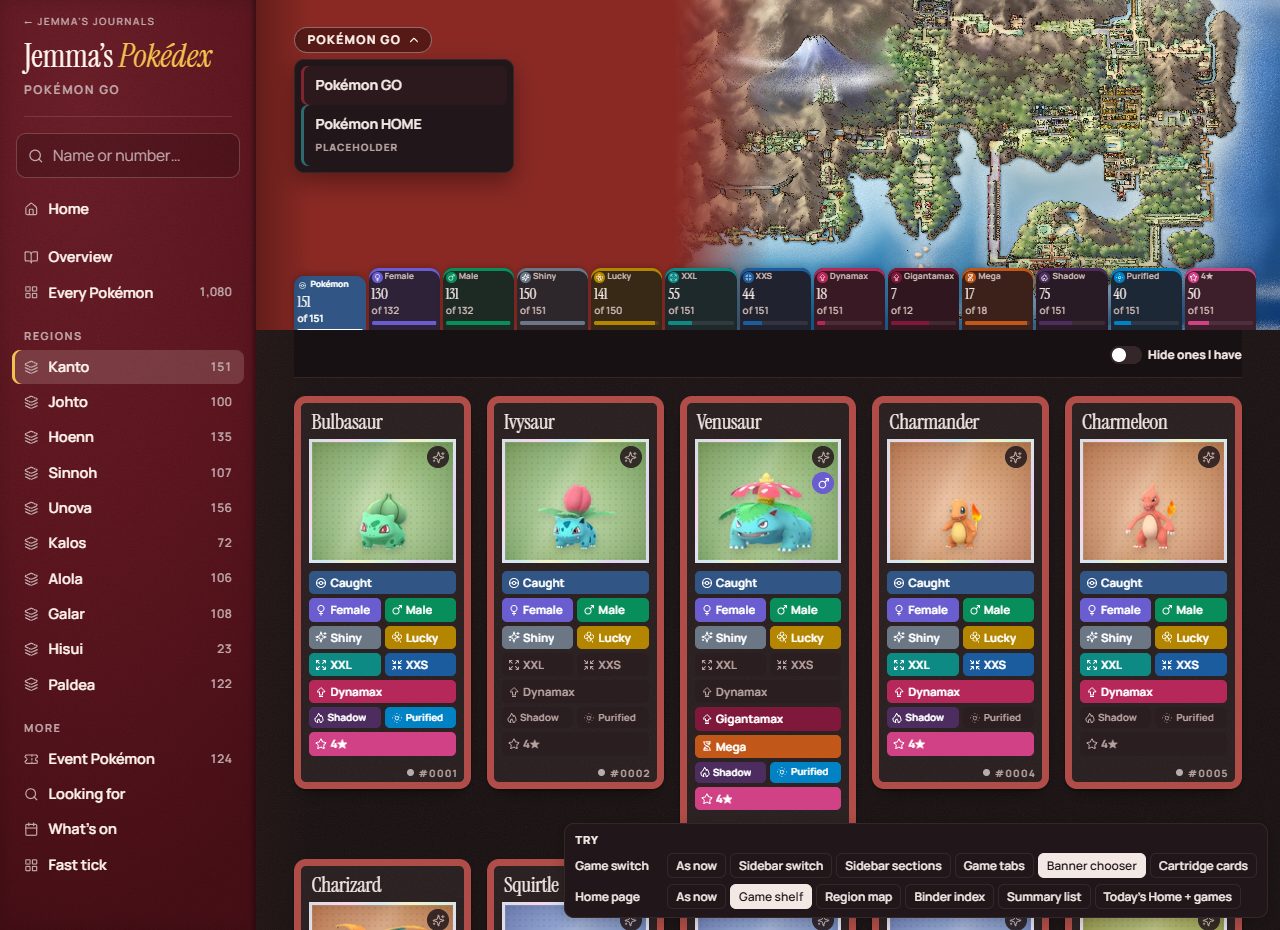 ← JEMMA'S JOURNALS
Jemma's Pokédex
POKÉMON GO
Name or number…
Home
Overview
Every Pokémon 1,080
REGIONS
Kanto 151
Johto 100
Hoenn 135
Sinnoh 107
Unova 156
Kalos 72
Alola 106
Galar 108
Hisui 23
Paldea 122
MORE
Event Pokémon 124
Looking for
What's on
Fast tick
POKÉMON GO
Pokémon GO
Pokémon HOME
PLACEHOLDER
Pokémon 151 of 151
Female 130 of 132
Male 131 of 132
Shiny 150 of 151
Lucky 141 of 150
XXL 55 of 151
XXS 44 of 151
Dynamax 18 of 151
Gigantamax 7 of 12
Mega 17 of 18
Shadow 75 of 151
Purified 40 of 151
4★ 50 of 151
Hide ones I have
Bulbasaur
Caught
Female Male
Shiny Lucky
XXL XXS
Dynamax
Shadow Purified
4★
#0001
Ivysaur
Caught
Female Male
Shiny Lucky
XXL XXS
Dynamax
Shadow Purified
4★
#0002
Venusaur
Caught
Female Male
Shiny Lucky
XXL XXS
Dynamax
Gigantamax
Mega
Shadow Purified
4★
Charmander
Caught
Female Male
Shiny Lucky
XXL XXS
Dynamax
Shadow Purified
4★
#0004
Charmeleon
Caught
Female Male
Shiny Lucky
XXL XXS
Dynamax
Shadow Purified
4★
#0005
Charizard
Squirtle
TRY
Game switch As now Sidebar switch Sidebar sections Game tabs Banner chooser Cartridge cards
Home page As now Game shelf Region map Binder index Summary list Today's Home + games